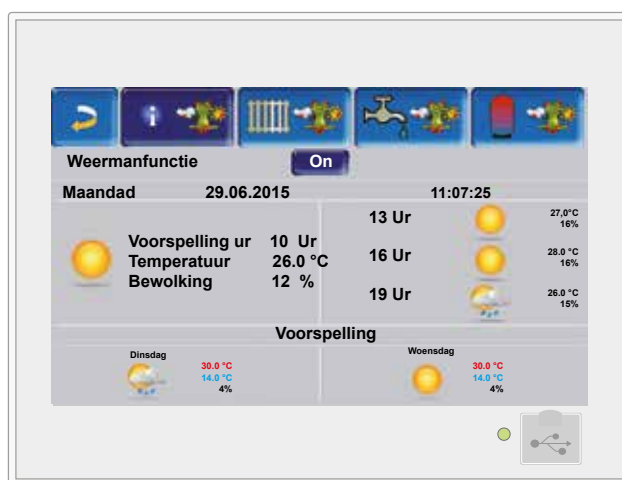 Weermanfunctie On
Maandad 29.06.2015 11:07:25
Voorspelling ur 10 Ur
Temperatuur 26.0 °C
Bewolking 12 %
13 Ur 27,0°C
16%
16 Ur 28.0 °C
16%
19 Ur 26.0 °C
15%
Voorspelling
Dinsdag
30.0 °C
14.0 °C
4%
Woensdag
30.0 °C
14.0 °C
4%